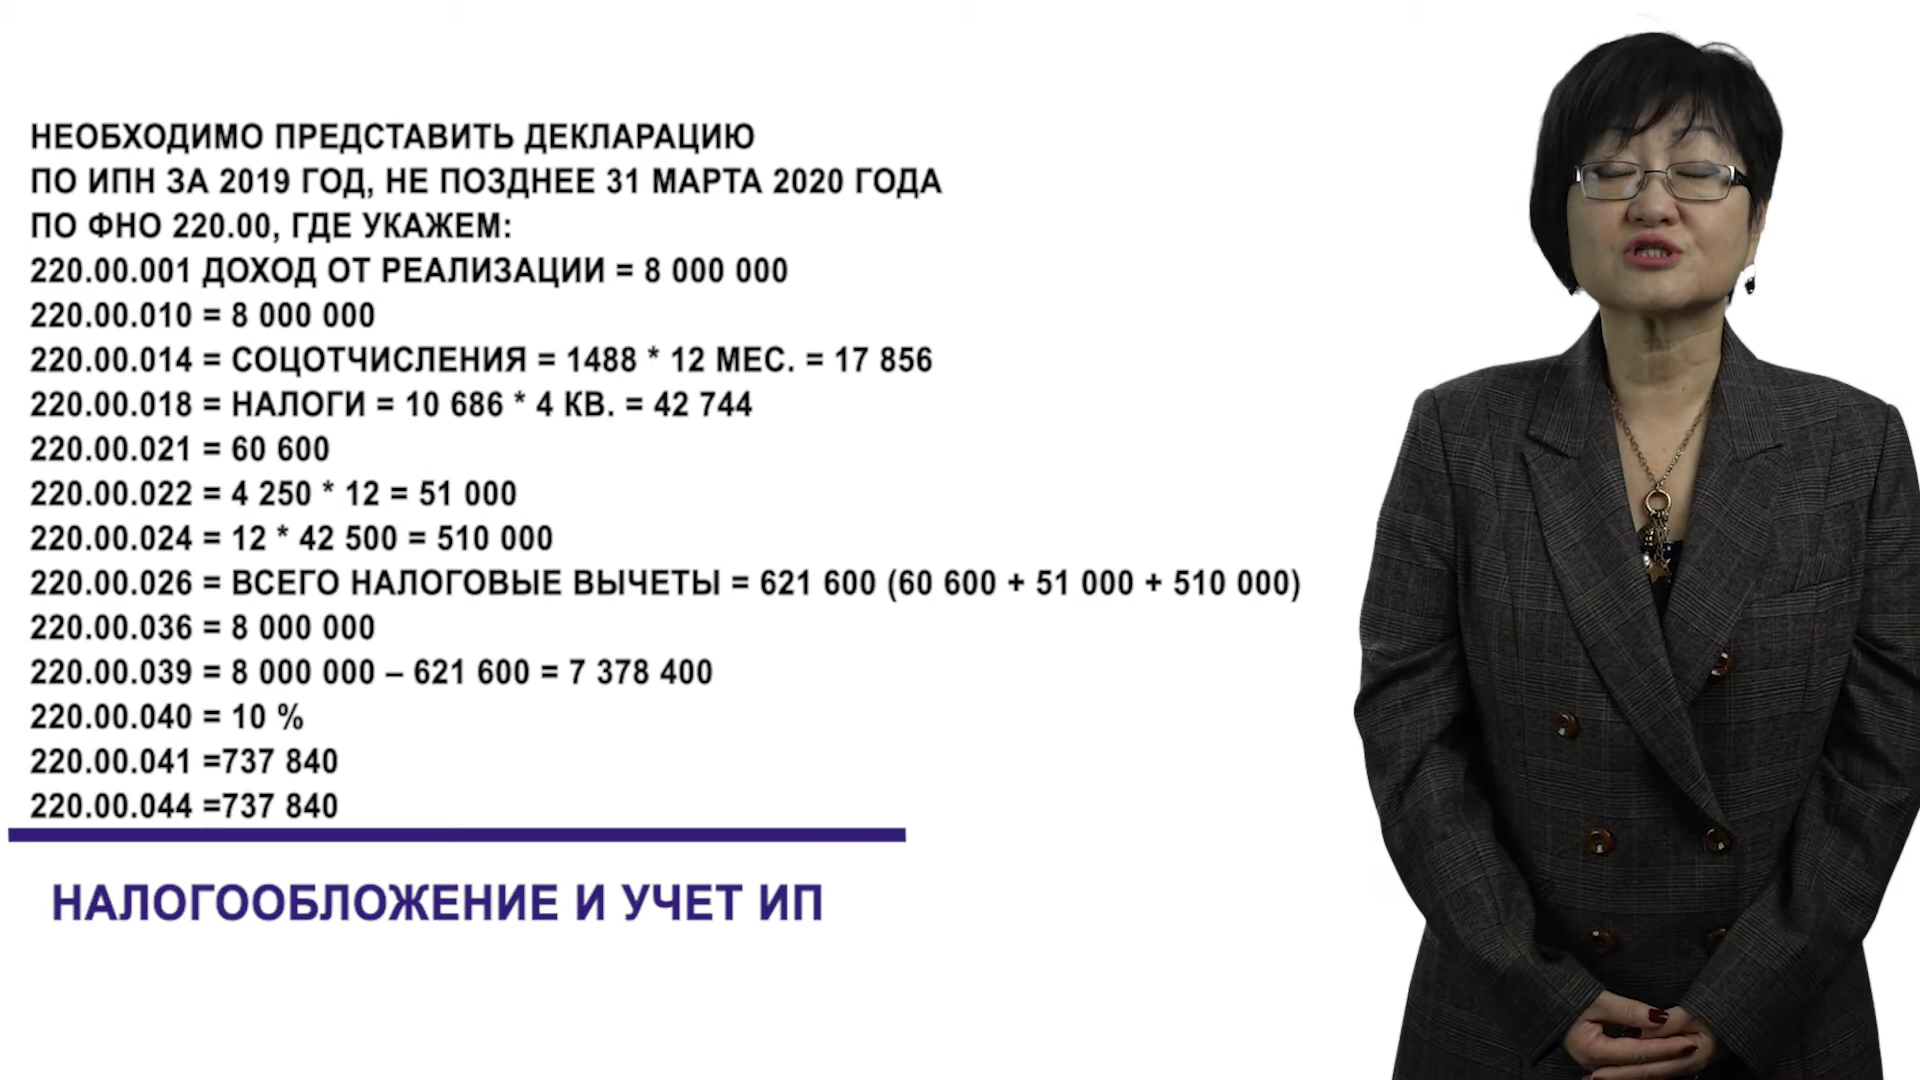 НЕОБХОДИМО ПРЕДСТАВИТЬ ДЕКЛАРАЦИЮ
ПО ИПН ЗА 2019 ГОД, НЕ ПОЗДНЕЕ 31 МАРТА 2020 ГОДА
ПО ФНО 220.00, ГДЕ УКАЖЕМ:
220.00.001 ДОХОД ОТ РЕАЛИЗАЦИИ = 8 000 000
220.00.010 = 8 000 000
220.00.014 = СОЦОТЧИСЛЕНИЯ = 1488 * 12 МЕС. = 17 856
220.00.018 = НАЛОГИ = 10 686 * 4 КВ. = 42 744
220.00.021 = 60 600
220.00.022 = 4 250 * 12 = 51 000
220.00.024 = 12 * 42 500 = 510 000
220.00.026 = ВСЕГО НАЛОГОВЫЕ ВЫЧЕТЫ = 621 600 (60 600 + 51 000 + 510 000)
220.00.036 = 8 000 000
220.00.039 = 8 000 000 – 621 600 = 7 378 400
220.00.040 = 10 %
220.00.041 =737 840
220.00.044 =737 840
НАЛОГООБЛОЖЕНИЕ И УЧЕТ ИП